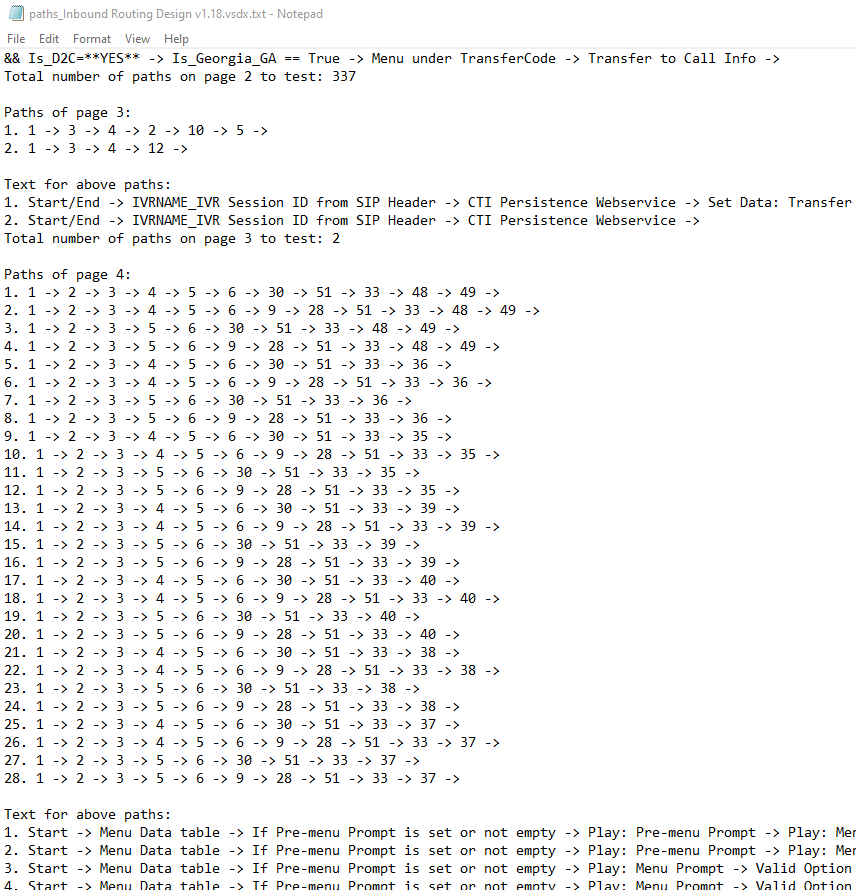 paths_Inbound Routing Design v1.18.vsdx.txt - Notepad
File Edit Format View Help
&& Is_D2C=**YES** -> Is_Georgia_GA == True -> Menu under TransferCode -> Transfer to Call Info ->
Total number of paths on page 2 to test: 337
Paths of page 3:
1. 1 -> 3 -> 4 -> 2 -> 10 -> 5 ->
2. 1 -> 3 -> 4 -> 12 ->
Text for above paths:
1. Start/End -> IVRNAME_IVR Session ID from SIP Header -> CTI Persistence Webservice -> Set Data: Transfer
2. Start/End -> IVRNAME_IVR Session ID from SIP Header -> CTI Persistence Webservice ->
Total number of paths on page 3 to test: 2
Paths of page 4:
1. 1 -> 2 -> 3 -> 4 -> 5 -> 6 -> 30 -> 51 -> 33 -> 48 -> 49 ->
2. 1 -> 2 -> 3 -> 4 -> 5 -> 6 -> 9 -> 28 -> 51 -> 33 -> 48 -> 49 ->
3. 1 -> 2 -> 3 -> 5 -> 6 -> 30 -> 51 -> 33 -> 48 -> 49 ->
4. 1 -> 2 -> 3 -> 5 -> 6 -> 9 -> 28 -> 51 -> 33 -> 48 -> 49 ->
5. 1 -> 2 -> 3 -> 4 -> 5 -> 6 -> 30 -> 51 -> 33 -> 36 ->
6. 1 -> 2 -> 3 -> 4 -> 5 -> 6 -> 9 -> 28 -> 51 -> 33 -> 36 ->
7. 1 -> 2 -> 3 -> 5 -> 6 -> 30 -> 51 -> 33 -> 36 ->
8. 1 -> 2 -> 3 -> 5 -> 6 -> 9 -> 28 -> 51 -> 33 -> 36 ->
9. 1 -> 2 -> 3 -> 4 -> 5 -> 6 -> 30 -> 51 -> 33 -> 35 ->
10. 1 -> 2 -> 3 -> 4 -> 5 -> 6 -> 9 -> 28 -> 51 -> 33 -> 35 ->
11. 1 -> 2 -> 3 -> 5 -> 6 -> 30 -> 51 -> 33 -> 35 ->
12. 1 -> 2 -> 3 -> 5 -> 6 -> 9 -> 28 -> 51 -> 33 -> 35 ->
13. 1 -> 2 -> 3 -> 4 -> 5 -> 6 -> 30 -> 51 -> 33 -> 39 ->
14. 1 -> 2 -> 3 -> 4 -> 5 -> 6 -> 9 -> 28 -> 51 -> 33 -> 39 ->
15. 1 -> 2 -> 3 -> 5 -> 6 -> 30 -> 51 -> 33 -> 39 ->
16. 1 -> 2 -> 3 -> 5 -> 6 -> 9 -> 28 -> 51 -> 33 -> 39 ->
17. 1 -> 2 -> 3 -> 4 -> 5 -> 6 -> 30 -> 51 -> 33 -> 40 ->
18. 1 -> 2 -> 3 -> 4 -> 5 -> 6 -> 9 -> 28 -> 51 -> 33 -> 40 ->
19. 1 -> 2 -> 3 -> 5 -> 6 -> 30 -> 51 -> 33 -> 40 ->
20. 1 -> 2 -> 3 -> 5 -> 6 -> 9 -> 28 -> 51 -> 33 -> 40 ->
21. 1 -> 2 -> 3 -> 4 -> 5 -> 6 -> 30 -> 51 -> 33 -> 38 ->
22. 1 -> 2 -> 3 -> 4 -> 5 -> 6 -> 9 -> 28 -> 51 -> 33 -> 38 ->
23. 1 -> 2 -> 3 -> 5 -> 6 -> 30 -> 51 -> 33 -> 38 ->
24. 1 -> 2 -> 3 -> 5 -> 6 -> 9 -> 28 -> 51 -> 33 -> 38 ->
25. 1 -> 2 -> 3 -> 4 -> 5 -> 6 -> 30 -> 51 -> 33 -> 37 ->
26. 1 -> 2 -> 3 -> 4 -> 5 -> 6 -> 9 -> 28 -> 51 -> 33 -> 37 ->
27. 1 -> 2 -> 3 -> 5 -> 6 -> 30 -> 51 -> 33 -> 37 ->
28. 1 -> 2 -> 3 -> 5 -> 6 -> 9 -> 28 -> 51 -> 33 -> 37 ->
Text for above paths:
1. Start -> Menu Data table -> If Pre-menu Prompt is set or not empty -> Play: Pre-menu Prompt -> Play:
2. Start -> Menu Data table -> If Pre-menu Prompt is set or not empty -> Play: Pre-menu Prompt -> Play:
3. Start -> Menu Data table -> If Pre-menu Prompt is set or not empty -> Play: Menu Prompt -> Valid Option
4. Start -> Menu Data table -> If Pre-menu Prompt is set or not empty -> Play: Menu Prompt -> Valid Option